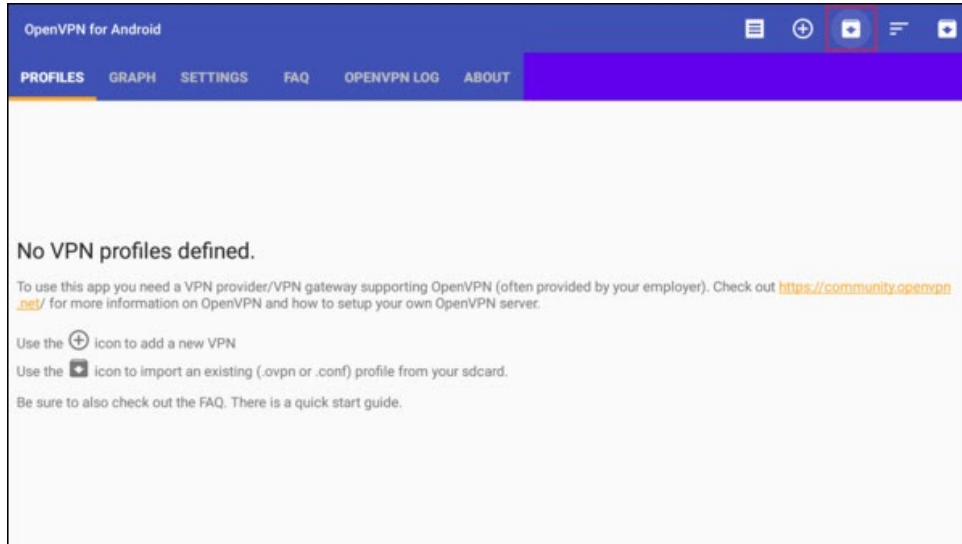 OpenVPN for Android
PROFILES GRAPH SETTINGS FAQ OPENVPN LOG ABOUT
No VPN profiles defined.
To use this app you need a VPN provider/VPN gateway supporting OpenVPN (often provided by your employer). Check out https://community.openvpn
.net/ for more information on OpenVPN and how to setup your own OpenVPN server.
Use the icon to add a new VPN
Use the icon to import an existing (.ovpn or .conf) profile from your sdcard.
Be sure to also check out the FAQ. There is a quick start guide.